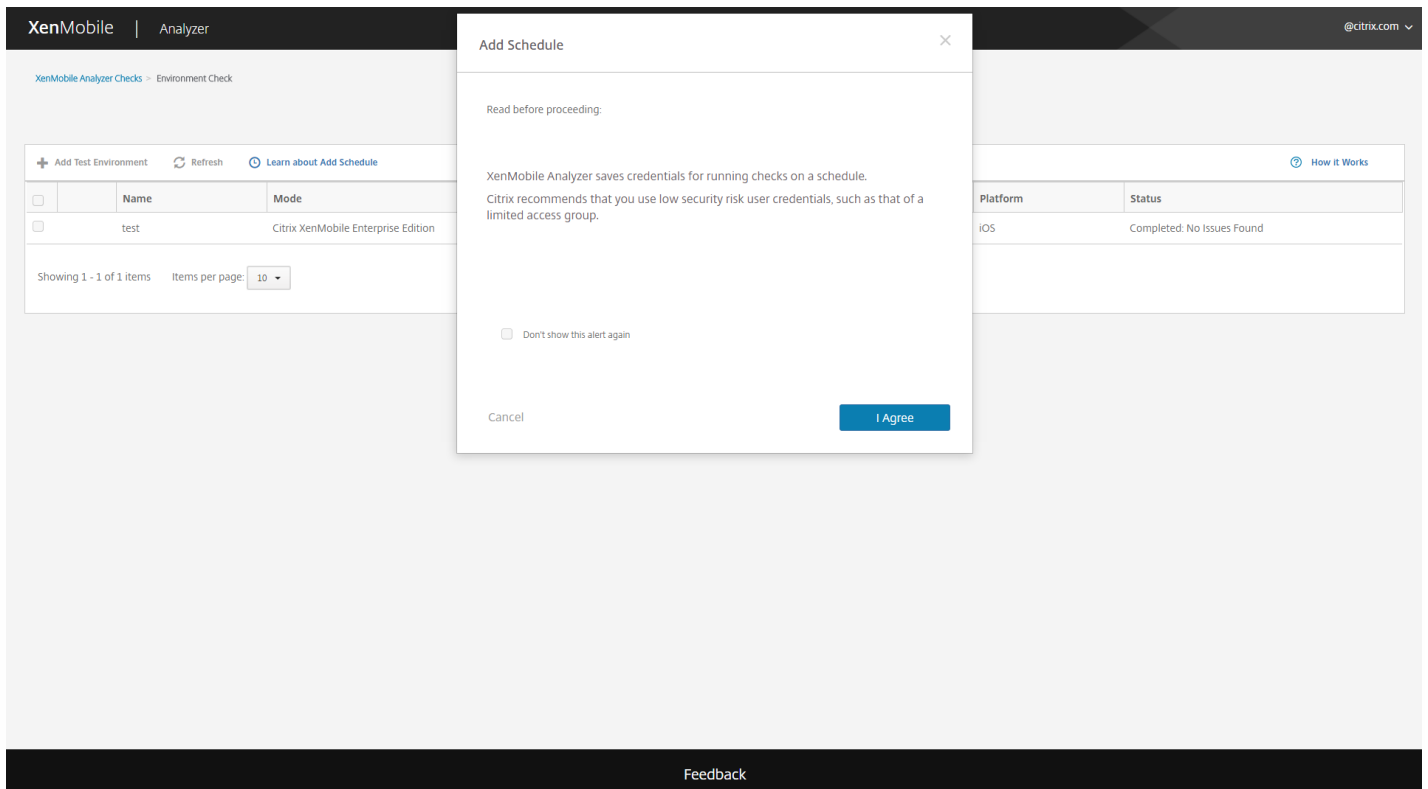 XenMobile | Analyzer
@citrix.com
XenMobile Analyzer Checks > Environment Check
Add Schedule
Read before proceeding:
XenMobile Analyzer saves credentials for running checks on a schedule.
Citrix recommends that you use low security risk user credentials, such as that of a
limited access group.
Don't show this alert again
Cancel
I Agree
Add Test Environment
Refresh
Learn about Add Schedule
How it Works
Name
Mode
Platform
Status
test
Citrix XenMobile Enterprise Edition
iOS
Completed: No Issues Found
Showing 1 - 1 of 1 items
Items per page: 10
Feedback